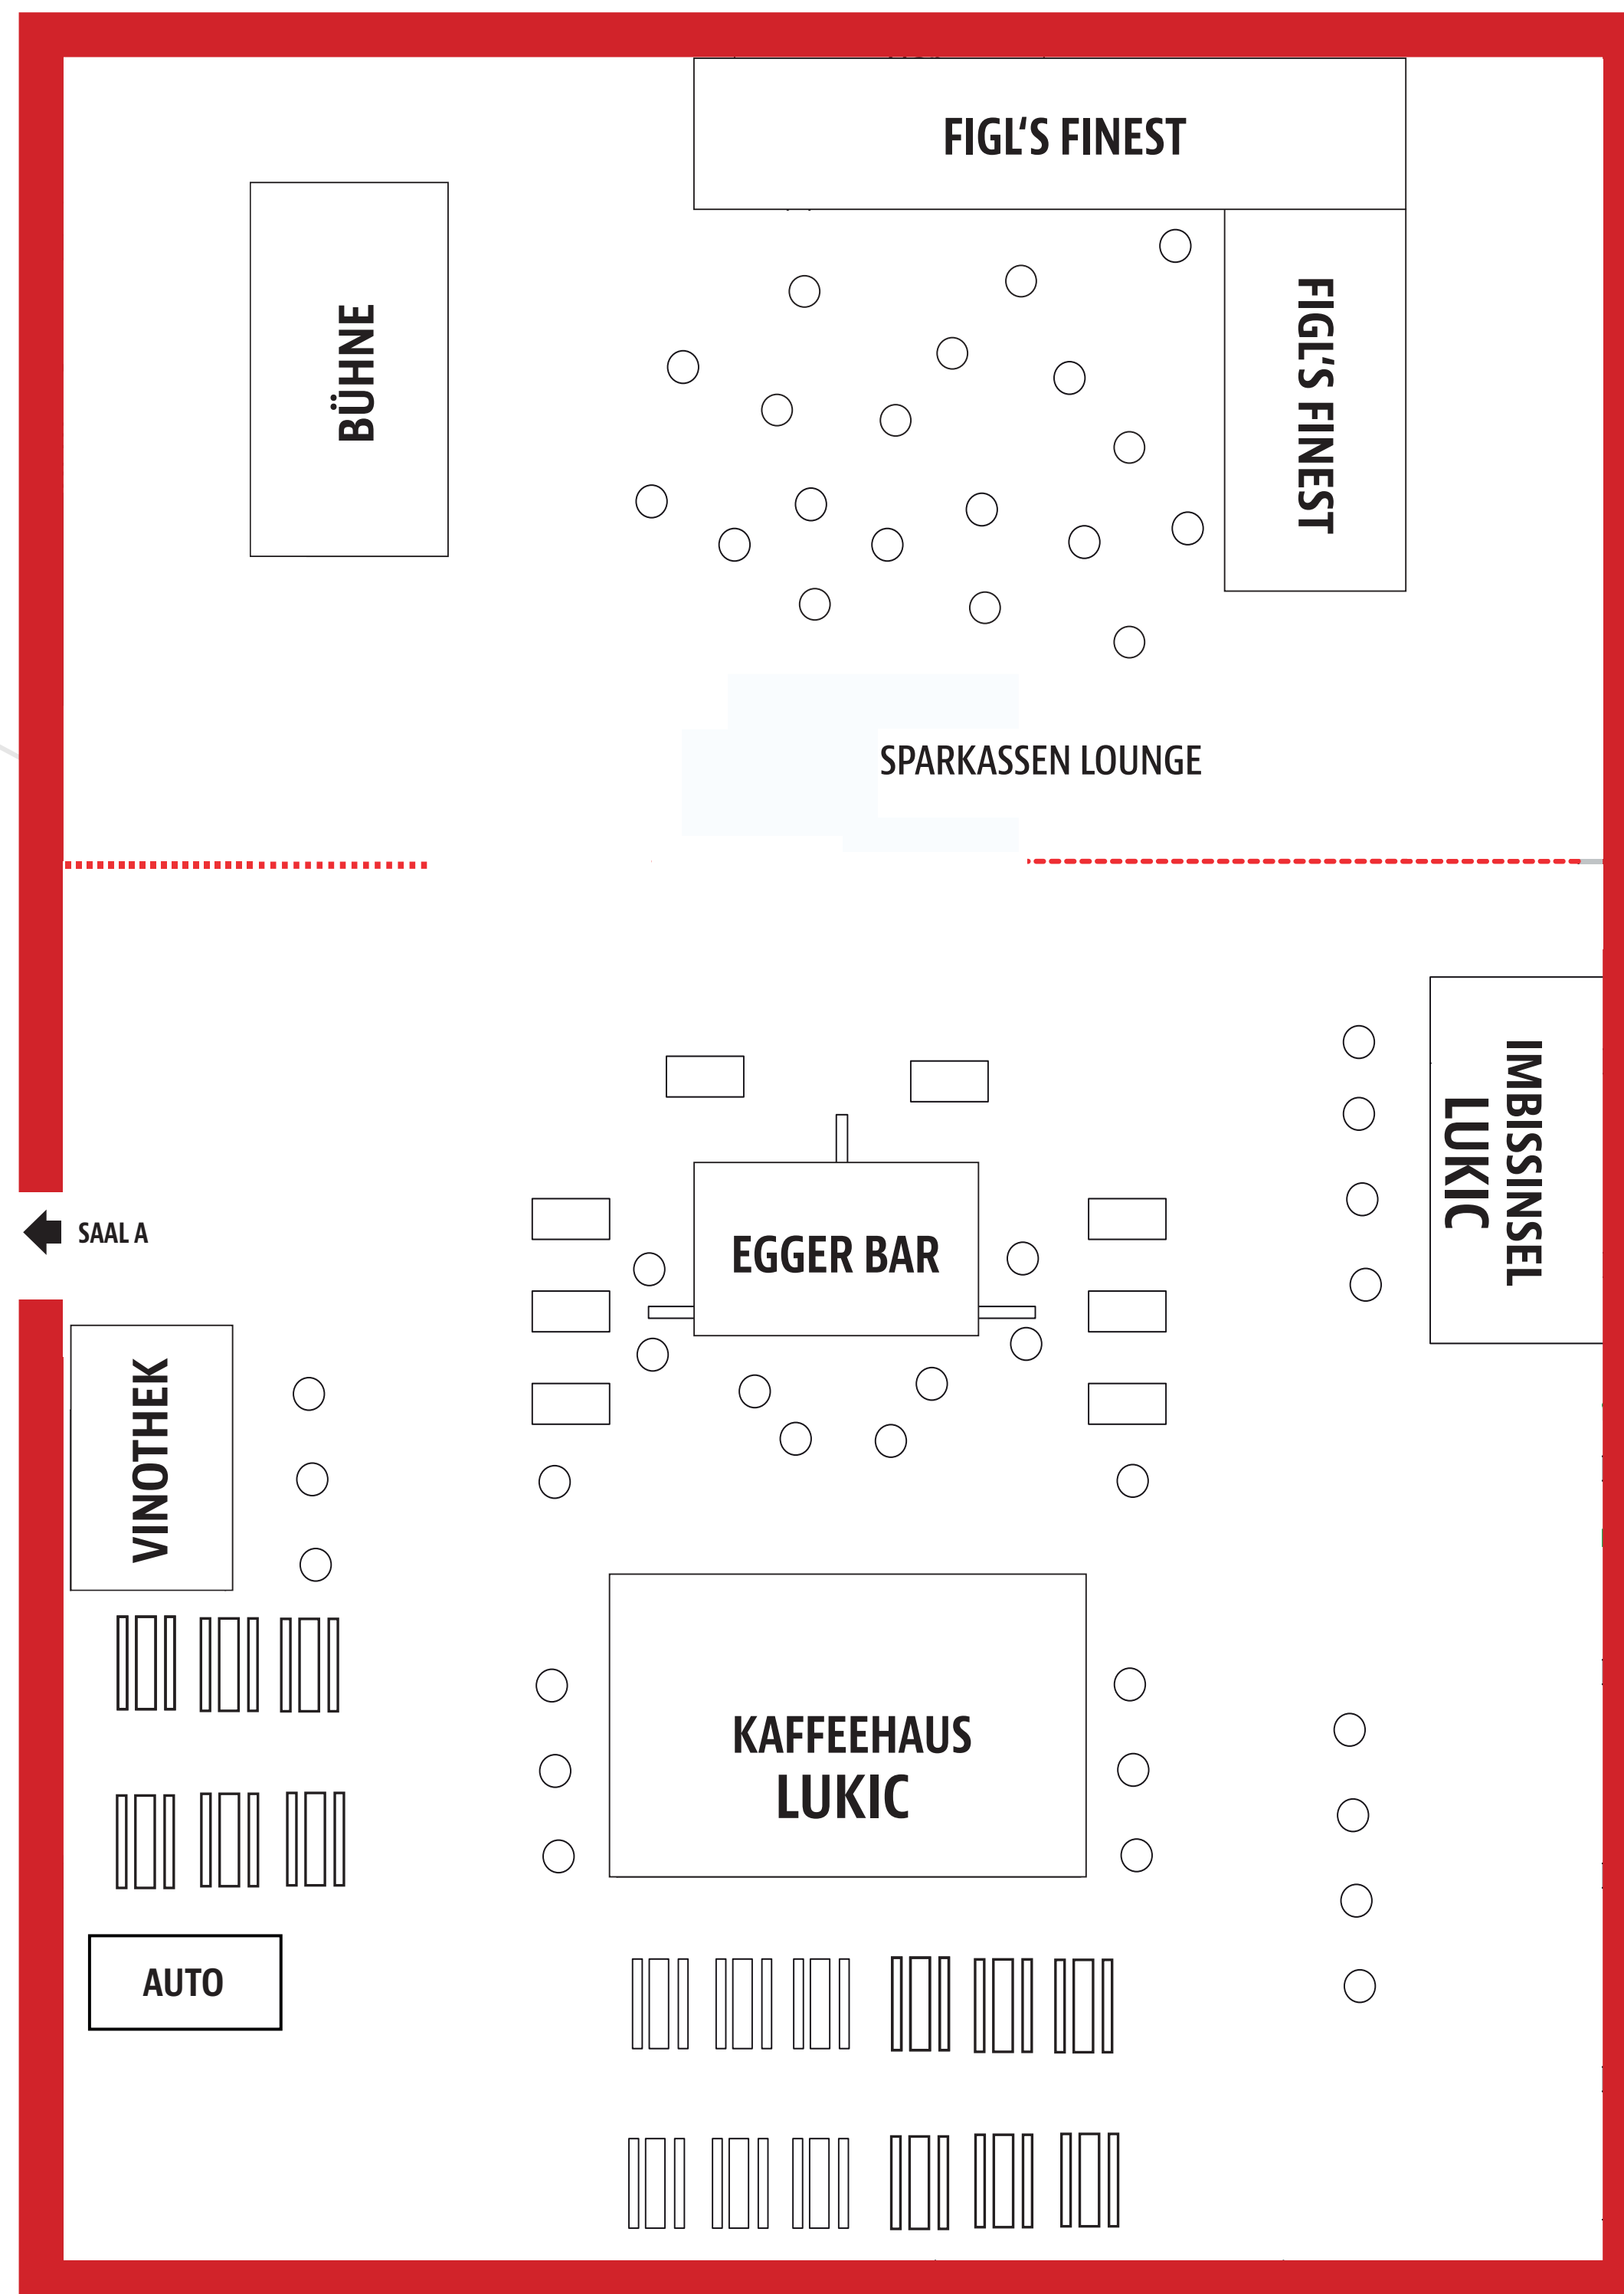 FIGL'S FINEST
BÜHNE
FIGL'S FINEST
SPARKASSEN LOUNGE
IMBISSINSEL
LUKIC
SAAL A
EGGER BAR
VINOTHEK
KAFFEEHAUS
LUKIC
AUTO